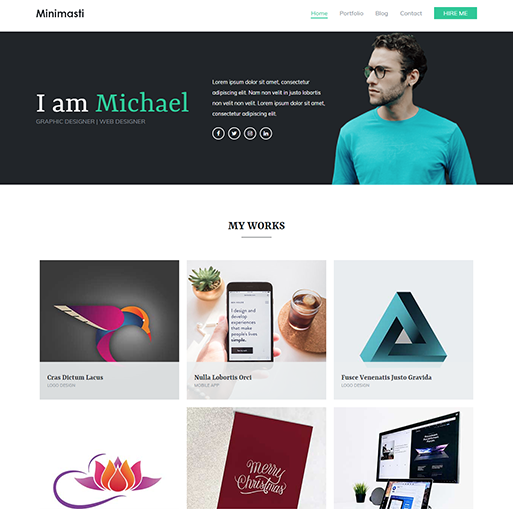 Minimasti
Home Portfolio Blog Contact HIRE ME
I am Michael
GRAPHIC DESIGNER | WEB DESIGNER
Lorem ipsum dolor sit amet, consectetur
adipiscing elit. Nam non velit in justo lobortis
non velit non velit. Lorem ipsum dolor sit amet,
consectetur adipiscing elit.
MY WORKS
I design and
develop
experiences
that make
people's lives
simple.
Cras Dictum Lacus
LOGO DESIGN
Nulla Lobortis Orci
MOBILE APP
Fusce Venenatis Justo Gravida
LOGO DESIGN
Merry
Christmas